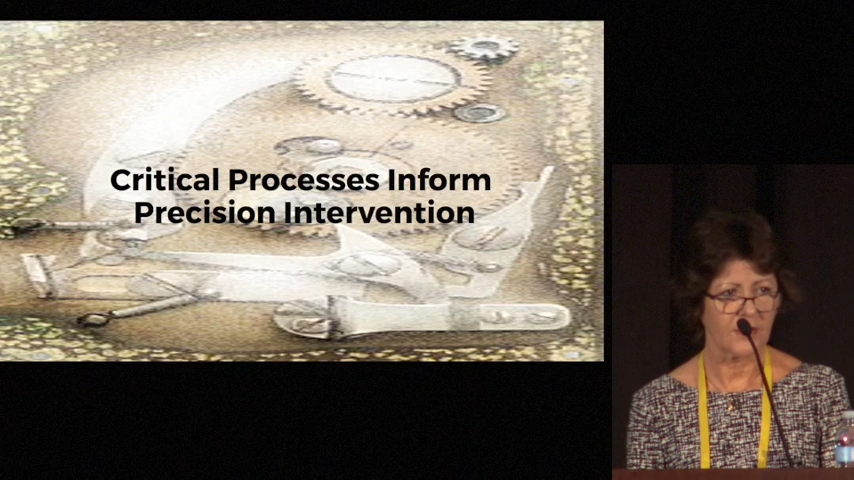 Critical Processes Inform
Precision Intervention